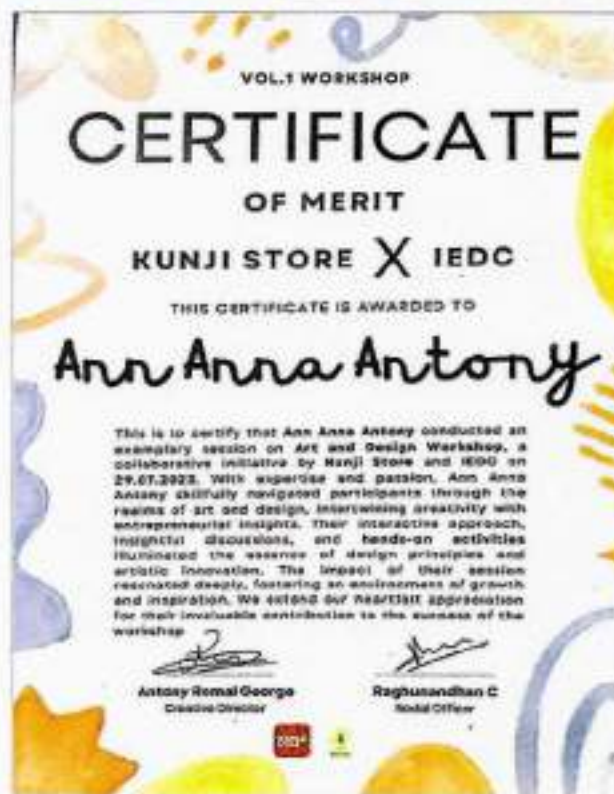 VOL.1 WORKSHOP
CERTIFICATE
OF MERIT
KUNJI STORE X IEDC
THIS CERTIFICATE IS AWARDED TO
Ann Anna Antony
This is to certify that Ann Anna Antony conducted an
exemplary session on Art and Design Workshop, a
collaborative initiative by Kunji Store and IEDC on
29.07.2023. With expertise and passion, Ann Anna
Antony skillfully navigated participants through the
realms of art and design, intertwining creativity with
entrepreneurial insights. Their interactive approach,
insightful discussions, and hands-on activities
illuminated the essence of design principles and
artistic innovation. The impact of their session
resonated deeply, fostering an environment of growth
and inspiration. We extend our heartfelt appreciation
for their invaluable contribution to the success of the
workshop
Antony Romal George
Creative Director
Raghunandhan C
Nodal Officer